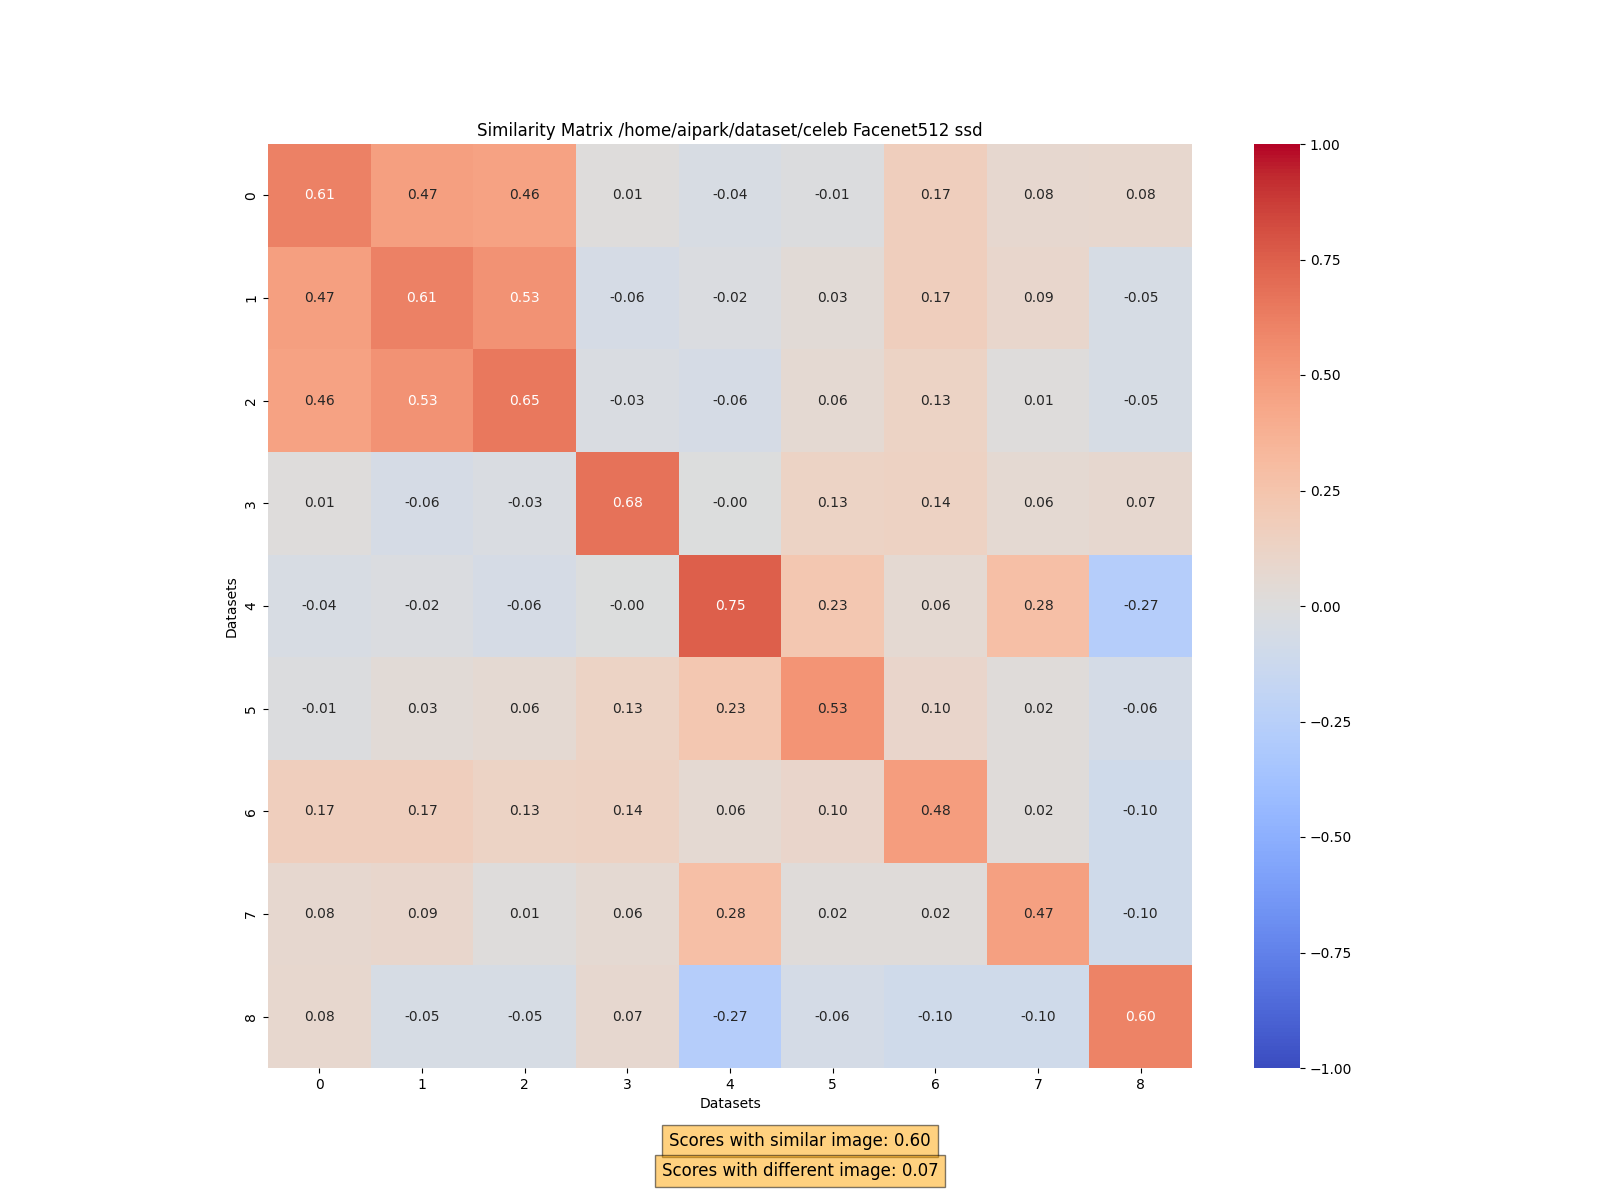 Similarity Matrix /home/aipark/dataset/celeb Facenet512 ssd
0 0.61 0.47 0.46 0.01 -0.04 -0.01 0.17 0.08 0.08
1 0.47 0.61 0.53 -0.06 -0.02 0.03 0.17 0.09 -0.05
2 0.46 0.53 0.65 -0.03 -0.06 0.06 0.13 0.01 -0.05
3 0.01 -0.06 -0.03 0.68 -0.00 0.13 0.14 0.06 0.07
4 -0.04 -0.02 -0.06 -0.00 0.75 0.23 0.06 0.28 -0.27
5 -0.01 0.03 0.06 0.13 0.23 0.53 0.10 0.02 -0.06
6 0.17 0.17 0.13 0.14 0.06 0.10 0.48 0.02 -0.10
7 0.08 0.09 0.01 0.06 0.28 0.02 0.02 0.47 -0.10
8 0.08 -0.05 -0.05 0.07 -0.27 -0.06 -0.10 -0.10 0.60
0 1 2 3 4 5 6 7 8
Datasets
Datasets
1.00
0.75
0.50
0.25
0.00
−0.25
−0.50
−0.75
−1.00
Scores with similar image: 0.60
Scores with different image: 0.07